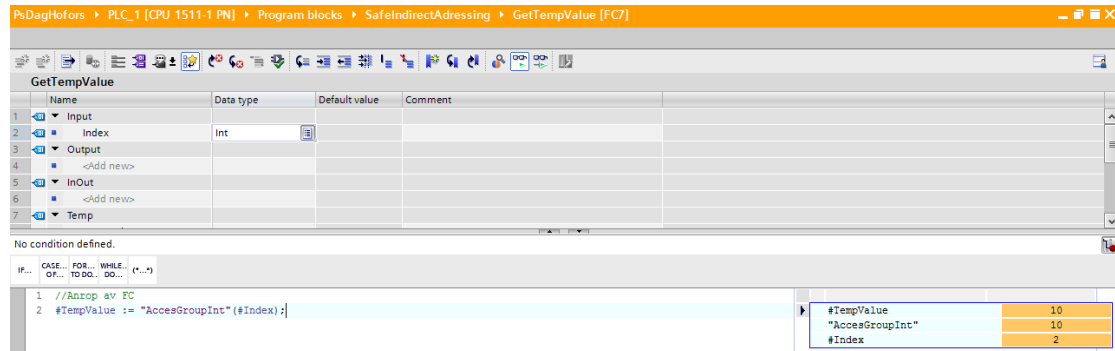 PsDagHofors ▸ PLC_1 [CPU 1511-1 PN] ▸ Program blocks ▸ SafeIndirectAdressing ▸ GetTempValue [FC7]
GetTempValue
Name Data type Default value Comment
1 Input
2 Index Int
3 Output
4 <Add new>
5 InOut
6 <Add new>
7 Temp
No condition defined.
IF... CASE... OF... FOR... TO DO... WHILE... DO... (*...*)
1 //Anrop av FC
2 #TempValue := "AccesGroupInt"(#Index);
#TempValue 10
"AccesGroupInt" 10
#Index 2